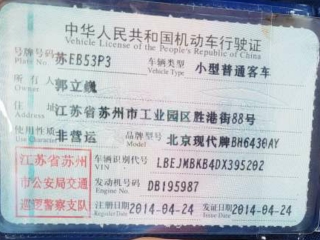 中华人民共和国机动车行驶证
Vehicle License of the People's Republic of China
号牌号码 苏EB53P3 车辆类型 小型普通客车
Plate No. Vehicle Type
所有人 郭立巍
Owner
住址 江苏省苏州市工业园区胜港街88号
Address
使用性质 非营运 品牌型号 北京现代牌BH6430AY
Use Character Model
江苏省苏州 车辆识别代号 LBEJMBKB4DX395202
VIN
市公安局交通 发动机号码 DB195987
Engine No.
巡逻警察支队 注册日期 2014-04-24 发证日期 2014-04-24
Register Date Issue Date